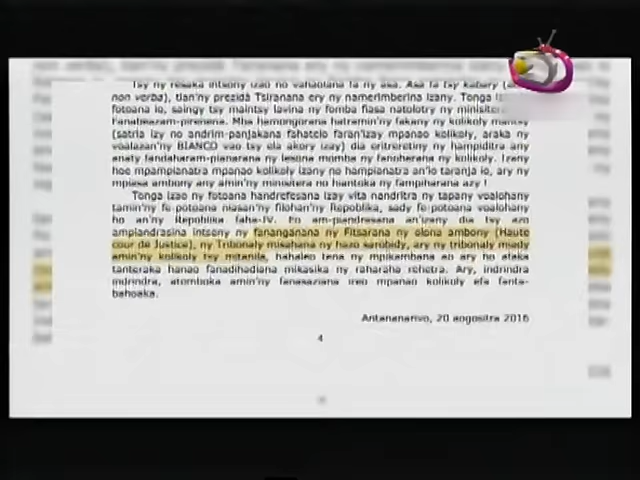 Tsy ny resaka intsony izao no vahaolana fa ny asa. Asa fa tsy kabary
non verba), tian'ny prezidà Tsiranana ery ny namerimberina izany. Tonga
fotoana io, saingy tsy maintsy lavina ny fomba fiasa natolotry ny
Fanabeazam-pirenena. Mba hamongorana hatramin'ny fakany ny kolikoly
(satria izy no andrim-panjakana fahatelo faran'izay mpanao kolikoly, araka ny
voalazan'ny BIANCO vao tsy ela akory izay) dia eritreretiny ny hampiditra any
anaty fandaharam-pianarana ny lesona momba ny fanoherana ny kolikoly. Izany
hoe mpampianatra mpanao kolikoly izany no hampianatra an'io taranja io, ary ny
mpiasa ambony any amin'ny ministera no hiantoka ny fampiharana azy !
Tonga izao ny fotoana handrefesana izay vita nandritra ny tapany voalohany
tamin'ny fe-potoana niasan'ny filohan'ny Repoblika, sady fe-potoana voalohany
ho an'ny Repoblika faha-IV. En am-piandrasana an'izany dia tsy azo
ampiandrasina intsony ny fananganana ny Fitsarana ny olona ambony (Haute
cour de Justice), ny Tribonaly misahana ny hazo sarobidy, ary ny tribonaly miady
amin'ny kolikoly tsy mitanila, hahaleo tena ny mpikambana ao ary ho afaka
tanteraka hanao fanadihadiana mikasika ny raharaha rehetra. Ary, indrindra
indrindra, atomboka amin'ny fanasaziana ireo mpanao kolikoly efa fanta-
bahoaka.
Antananarivo, 20 aogositra 2016
4